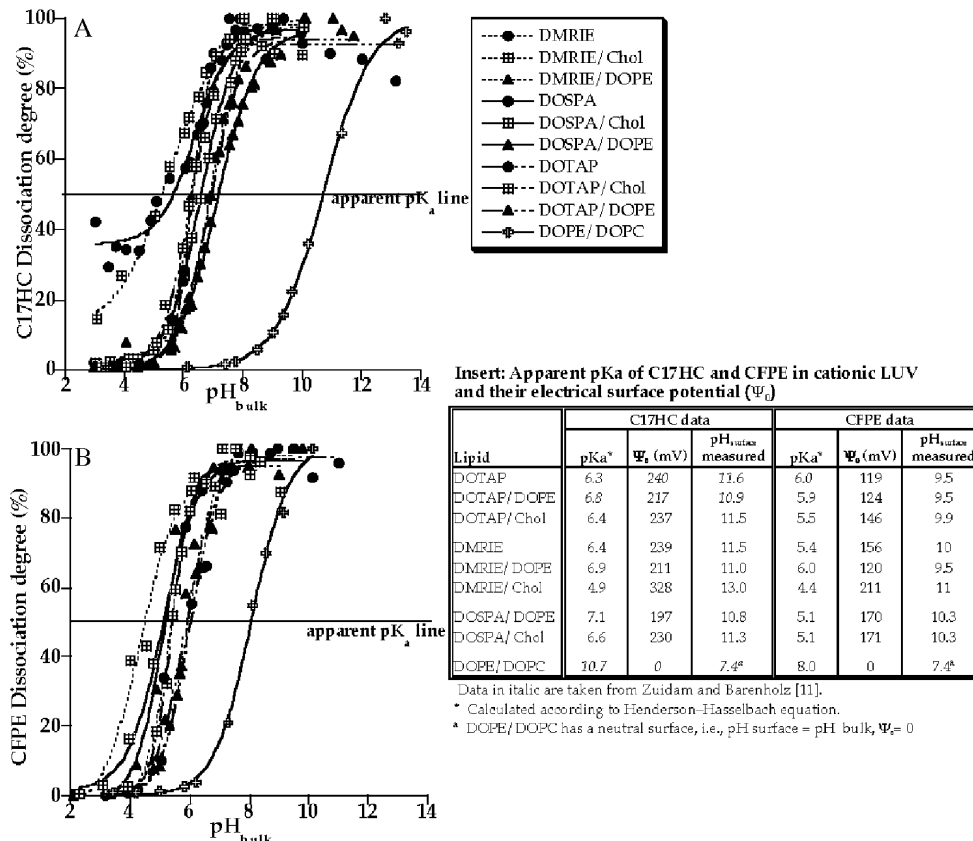 A
C17HC Dissociation degree (%)
100
80
60
40
20
0
apparent pKa line
2 4 6 8 10 12 14
pHbulk
DMRIE
DMRIE/Chol
DMRIE/DOPE
DOSPA
DOSPA/Chol
DOSPA/DOPE
DOTAP
DOTAP/Chol
DOTAP/DOPE
DOPE/DOPC
B
CFPE Dissociation degree (%)
100
80
60
40
20
0
apparent pKa line
2 4 6 8 10 12 14
pHbulk
Insert: Apparent pKa of C17HC and CFPE in cationic LUV
and their electrical surface potential (Ψ₀)
C17HC data CFPE data
Lipid pKa* Ψ₀ (mV) pHsurface measured pKa* Ψ₀ (mV) pHsurface measured
DOTAP 6.3 240 11.6 6.0 119 9.5
DOTAP/DOPE 6.8 217 10.9 5.9 124 9.5
DOTAP/Chol 6.4 237 11.5 5.5 146 9.9
DMRIE 6.4 239 11.5 5.4 156 10
DMRIE/DOPE 6.9 211 11.0 6.0 120 9.5
DMRIE/Chol 4.9 328 13.0 4.4 211 11
DOSPA/DOPE 7.1 197 10.8 5.1 170 10.3
DOSPA/Chol 6.6 230 11.3 5.1 171 10.3
DOPE/DOPC 10.7 0 7.4ª 8.0 0 7.4ª
Data in italic are taken from Zuidam and Barenholz [11].
* Calculated according to Henderson–Hasselbach equation.
ª DOPE/DOPC has a neutral surface, i.e., pH surface = pH bulk, Ψ₀= 0